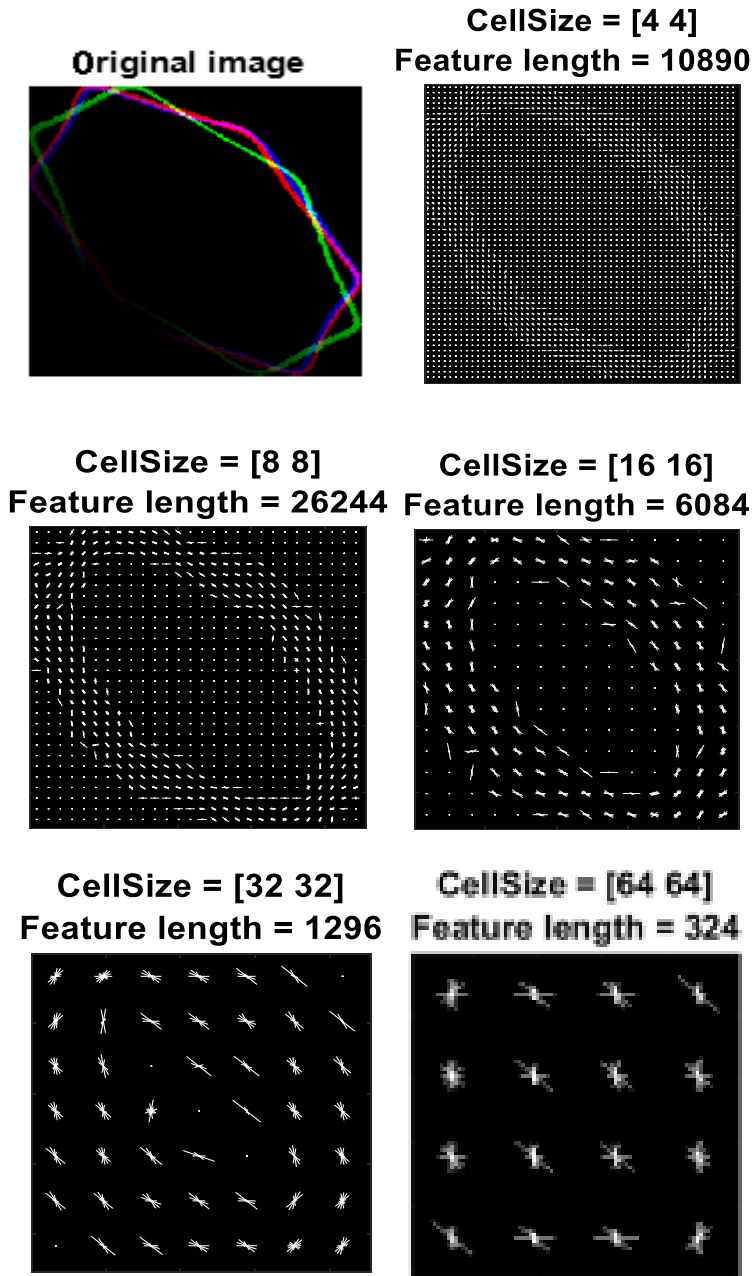 Original image
CellSize = [4 4]
Feature length = 10890
CellSize = [8 8]
Feature length = 26244
CellSize = [16 16]
Feature length = 6084
CellSize = [32 32]
Feature length = 1296
CellSize = [64 64]
Feature length = 324